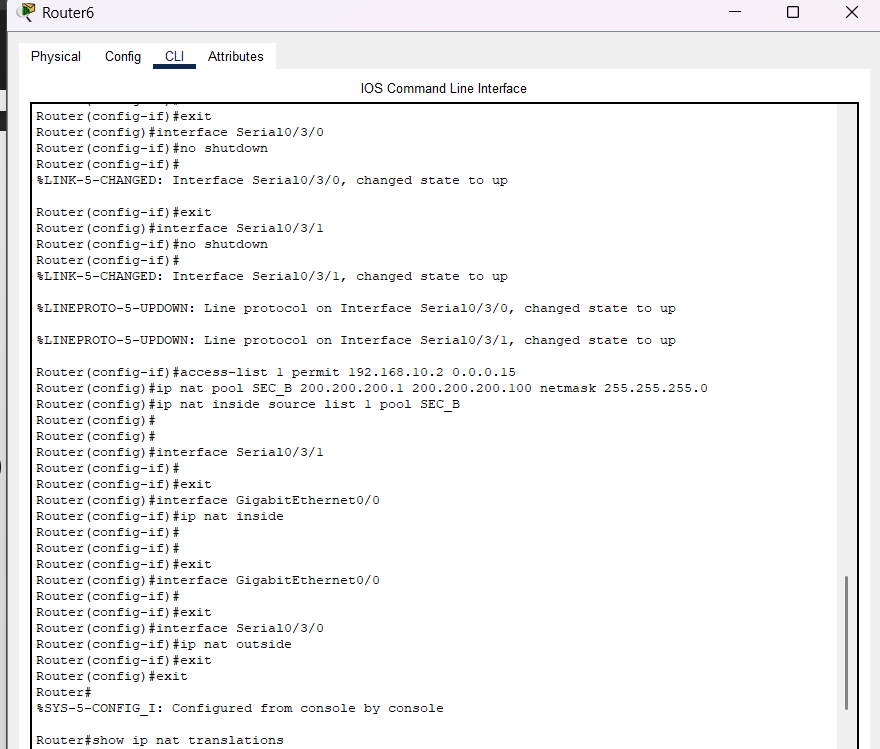 Router6
Physical Config CLI Attributes
IOS Command Line Interface
Router(config-if)#exit
Router(config)#interface Serial0/3/0
Router(config-if)#no shutdown
Router(config-if)#
%LINK-5-CHANGED: Interface Serial0/3/0, changed state to up
Router(config-if)#exit
Router(config)#interface Serial0/3/1
Router(config-if)#no shutdown
Router(config-if)#
%LINK-5-CHANGED: Interface Serial0/3/1, changed state to up
%LINEPROTO-5-UPDOWN: Line protocol on Interface Serial0/3/0, changed state to up
%LINEPROTO-5-UPDOWN: Line protocol on Interface Serial0/3/1, changed state to up
Router(config-if)#access-list 1 permit 192.168.10.2 0.0.0.15
Router(config)#ip nat pool SEC_B 200.200.200.1 200.200.200.100 netmask 255.255.255.0
Router(config)#ip nat inside source list 1 pool SEC_B
Router(config)#
Router(config)#
Router(config)#interface Serial0/3/1
Router(config-if)#
Router(config-if)#exit
Router(config)#interface GigabitEthernet0/0
Router(config-if)#ip nat inside
Router(config-if)#
Router(config-if)#
Router(config-if)#exit
Router(config)#interface GigabitEthernet0/0
Router(config-if)#
Router(config-if)#exit
Router(config)#interface Serial0/3/0
Router(config-if)#ip nat outside
Router(config-if)#exit
Router(config)#exit
Router#
%SYS-5-CONFIG_I: Configured from console by console
Router#show ip nat translations